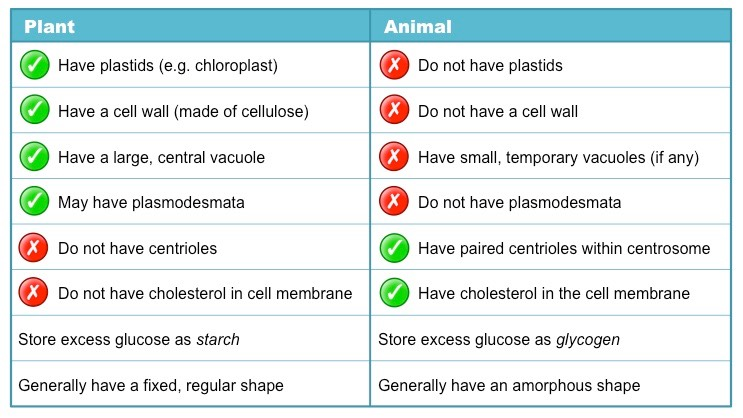 Plant Animal
Have plastids (e.g. chloroplast) Do not have plastids
Have a cell wall (made of cellulose) Do not have a cell wall
Have a large, central vacuole Have small, temporary vacuoles (if any)
May have plasmodesmata Do not have plasmodesmata
Do not have centrioles Have paired centrioles within centrosome
Do not have cholesterol in cell membrane Have cholesterol in the cell membrane
Store excess glucose as starch Store excess glucose as glycogen
Generally have a fixed, regular shape Generally have an amorphous shape